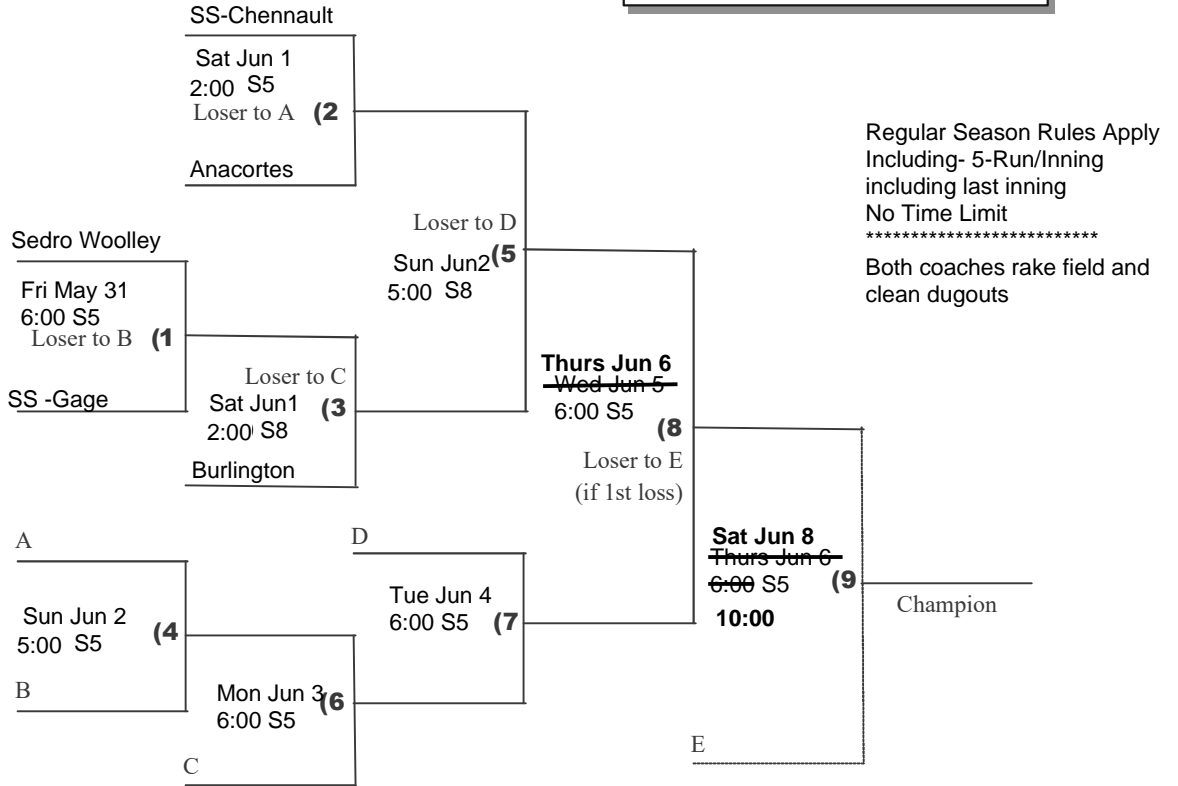 SS-Chennault
Sat Jun 1
2:00 S5
Loser to A (2
Anacortes
Regular Season Rules Apply
Including- 5-Run/Inning
including last inning
No Time Limit
**************************
Both coaches rake field and
clean dugouts
Sedro Woolley
Fri May 31
6:00 S5
Loser to B (1
SS -Gage
Loser to D
Sun Jun2 (5
5:00 S8
Loser to C
Sat Jun1 (3
2:00 S8
Burlington
Thurs Jun 6
Wed Jun 5
6:00 S5
(8
Loser to E
(if 1st loss)
A
Sun Jun 2
5:00 S5 (4
B
D
Tue Jun 4
6:00 S5 (7
Mon Jun 3 (6
6:00 S5
C
Sat Jun 8
Thurs Jun 6
6:00 S5 (9
10:00
Champion
E